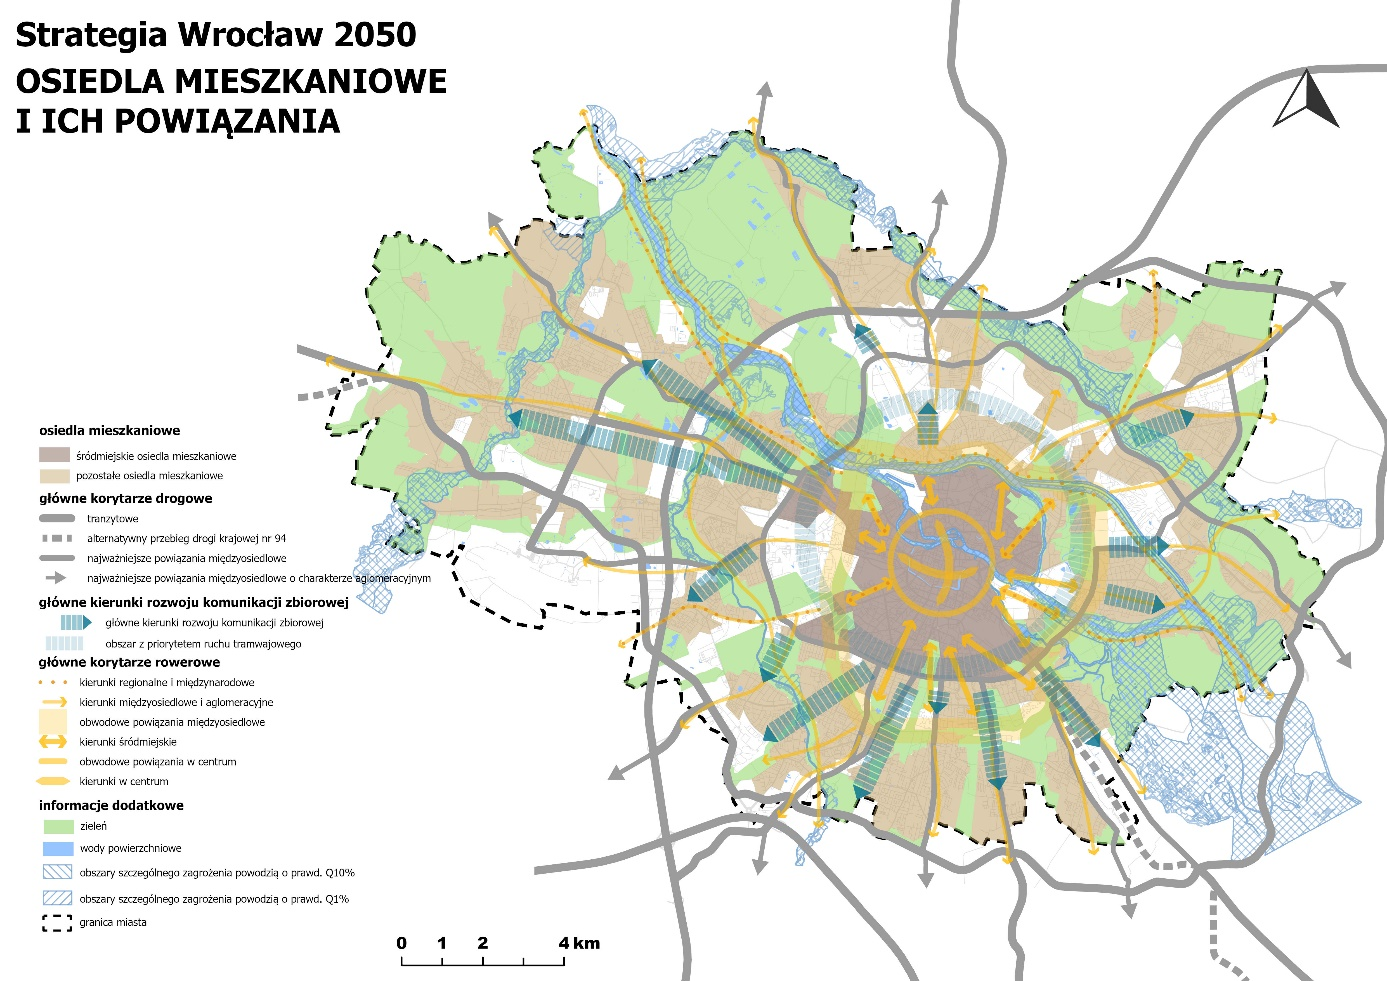 Strategia Wrocław 2050
OSIEDLA MIESZKANIOWE
I ICH POWIĄZANIA
osiedla mieszkaniowe
śródmiejskie osiedla mieszkaniowe
pozostałe osiedla mieszkaniowe
główne korytarze drogowe
tranzytowe
alternatywny przebieg drogi krajowej nr 94
najważniejsze powiązania międzyosiedlowe
najważniejsze powiązania międzyosiedlowe o charakterze aglomeracyjnym
główne kierunki rozwoju komunikacji zbiorowej
główne kierunki rozwoju komunikacji zbiorowej
obszar z priorytetem ruchu tramwajowego
główne korytarze rowerowe
kierunki regionalne i międzynarodowe
kierunki międzyosiedlowe i aglomeracyjne
obwodowe powiązania międzyosiedlowe
kierunki śródmiejskie
obwodowe powiązania w centrum
kierunki w centrum
informacje dodatkowe
zieleń
wody powierzchniowe
obszary szczególnego zagrożenia powodzią o prawd. Q10%
obszary szczególnego zagrożenia powodzią o prawd. Q1%
granica miasta
0 1 2 4 km